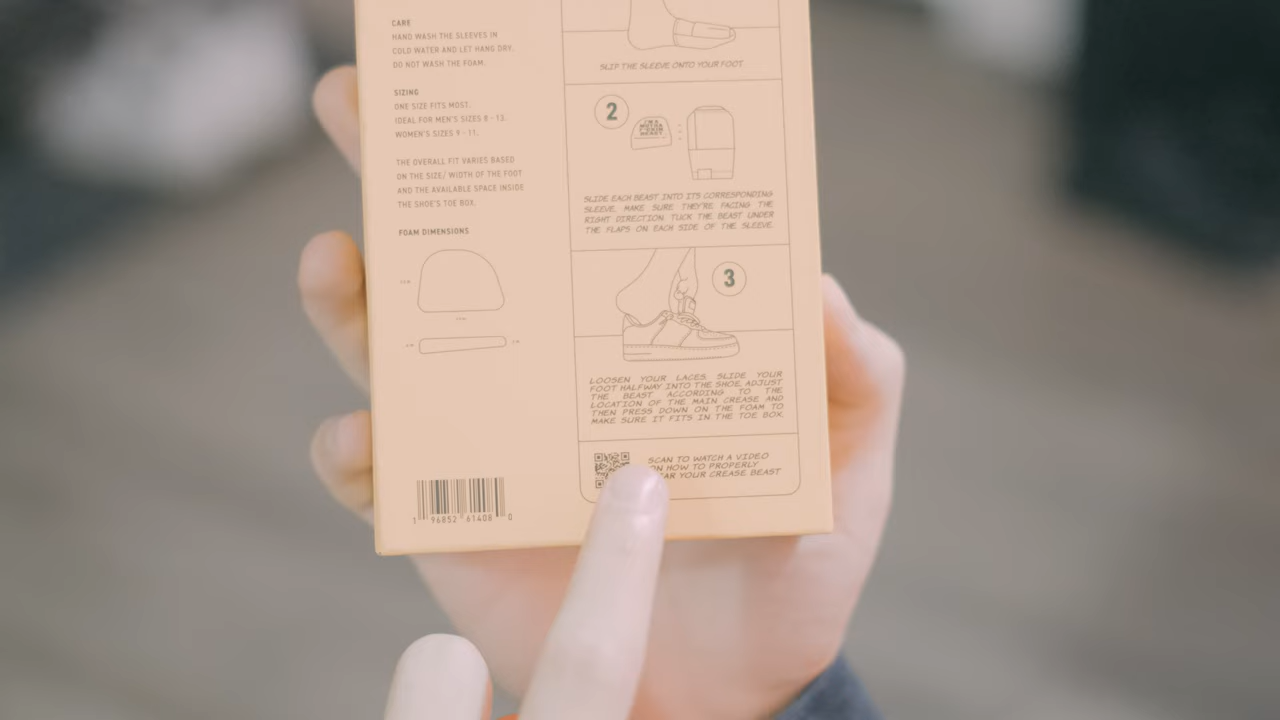 CARE
HAND WASH THE SLEEVES IN
COLD WATER AND LET HANG DRY.
DO NOT WASH THE FOAM.
SIZING
ONE SIZE FITS MOST.
IDEAL FOR MEN'S SIZES 8 - 13,
WOMEN'S SIZES 9 - 11.
THE OVERALL FIT VARIES BASED
ON THE SIZE/ WIDTH OF THE FOOT
AND THE AVAILABLE SPACE INSIDE
THE SHOE'S TOE BOX.
FOAM DIMENSIONS
1 96852 61408 0
SLIP THE SLEEVE ONTO YOUR FOOT
2
SLIDE EACH BEAST INTO ITS CORRESPONDING
SLEEVE, MAKE SURE THEY'RE FACING THE
RIGHT DIRECTION. TUCK THE BEAST UNDER
THE FLAPS ON EACH SIDE OF THE SLEEVE.
3
LOOSEN YOUR LACES. SLIDE YOUR
FOOT HALFWAY INTO THE SHOE. ADJUST
THE BEAST ACCORDING TO THE
LOCATION OF THE MAIN CREASE AND
THEN PRESS DOWN ON THE FOAM TO
MAKE SURE IT FITS IN THE TOE BOX.
SCAN TO WATCH A VIDEO
ON HOW TO PROPERLY
YOUR CREASE BEAST